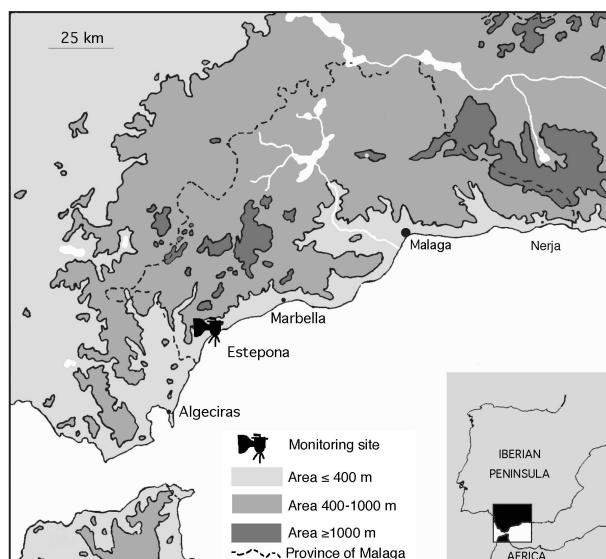 25 km
Malaga
Nerja
Marbella
Estepona
Algeciras
Monitoring site
Area ≤ 400 m
Area 400-1000 m
Area ≥1000 m
Province of Malaga
IBERIAN
PENINSULA
AFRICA